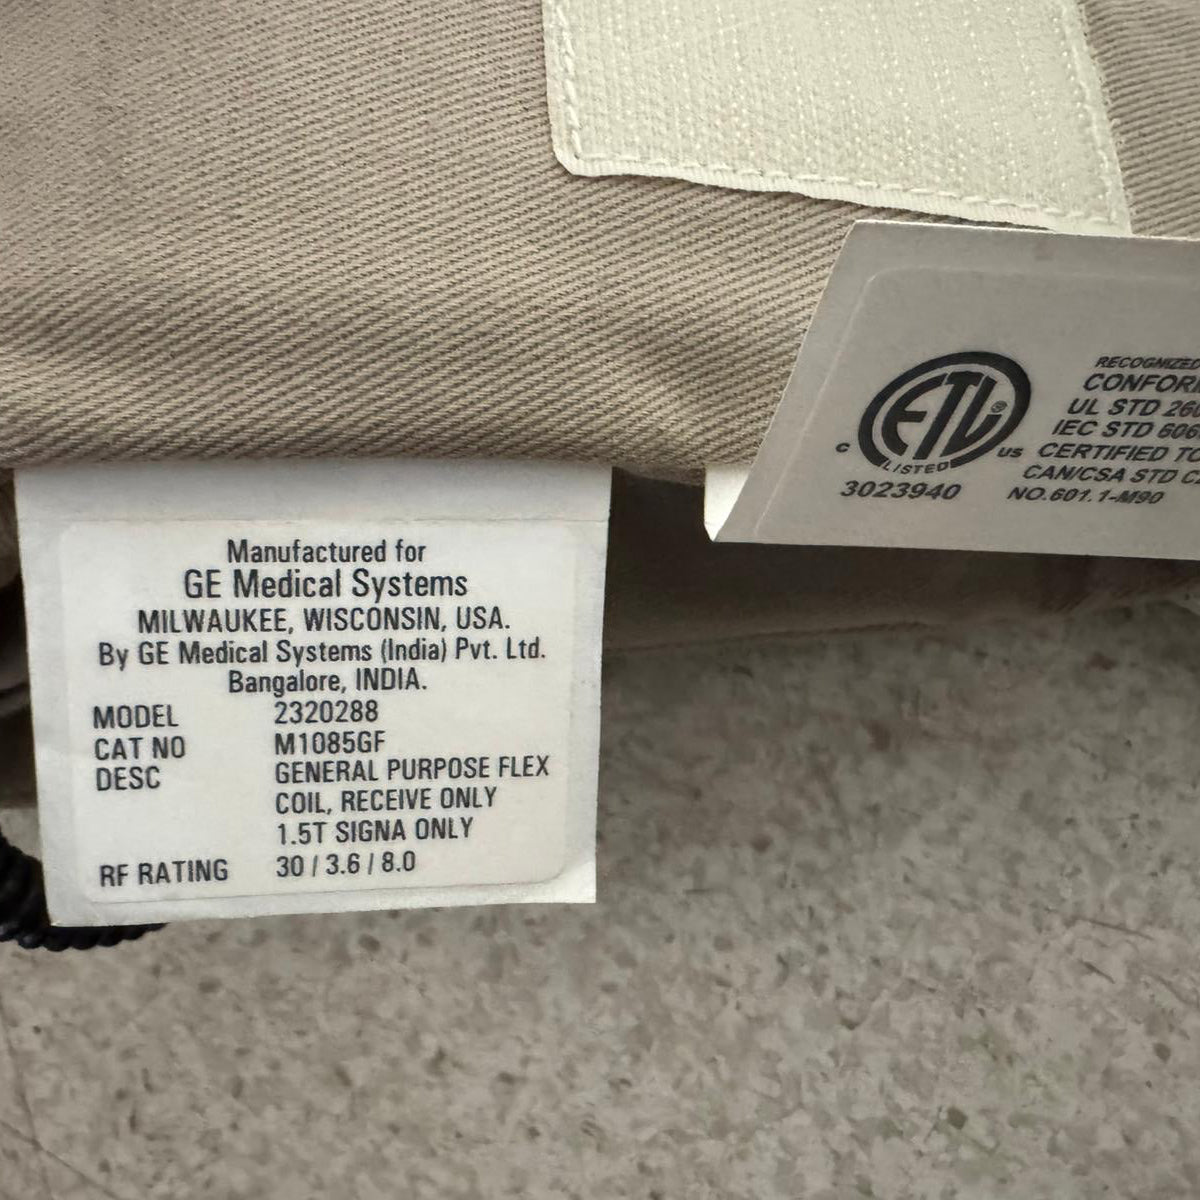 Manufactured for
GE Medical Systems
MILWAUKEE, WISCONSIN, USA.
By GE Medical Systems (India) Pvt. Ltd.
Bangalore, INDIA.
MODEL 2320288
CAT NO M1085GF
DESC GENERAL PURPOSE FLEX
COIL, RECEIVE ONLY
1.5T SIGNA ONLY
RF RATING 30 / 3.6 / 8.0
ETL ®
C LISTED US
3023940
RECOGNIZED
UL STD
IEC STD
CERTIFIED TO
CAN/CSA STD
NO.601.1-M90